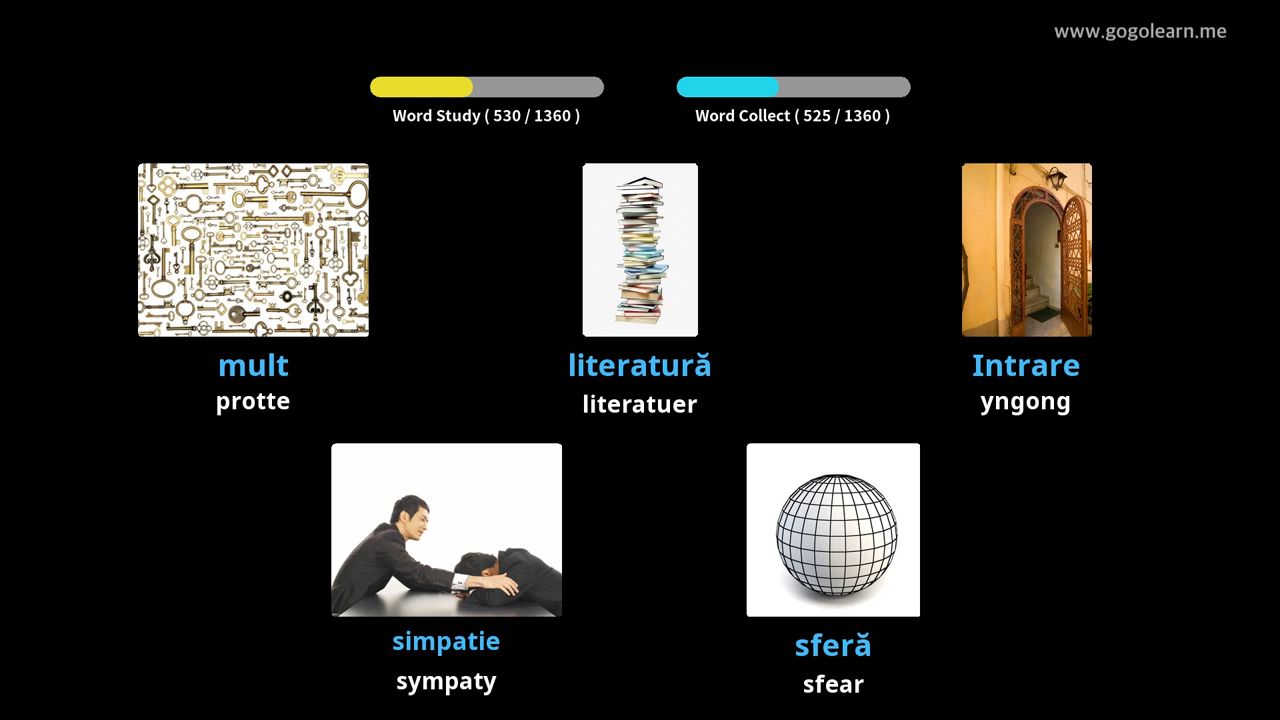 www.gogolearn.me
Word Study ( 530 / 1360 )
Word Collect ( 525 / 1360 )
mult
protte
literatură
literatuer
Intrare
yngong
simpatie
sympaty
sferă
sfear